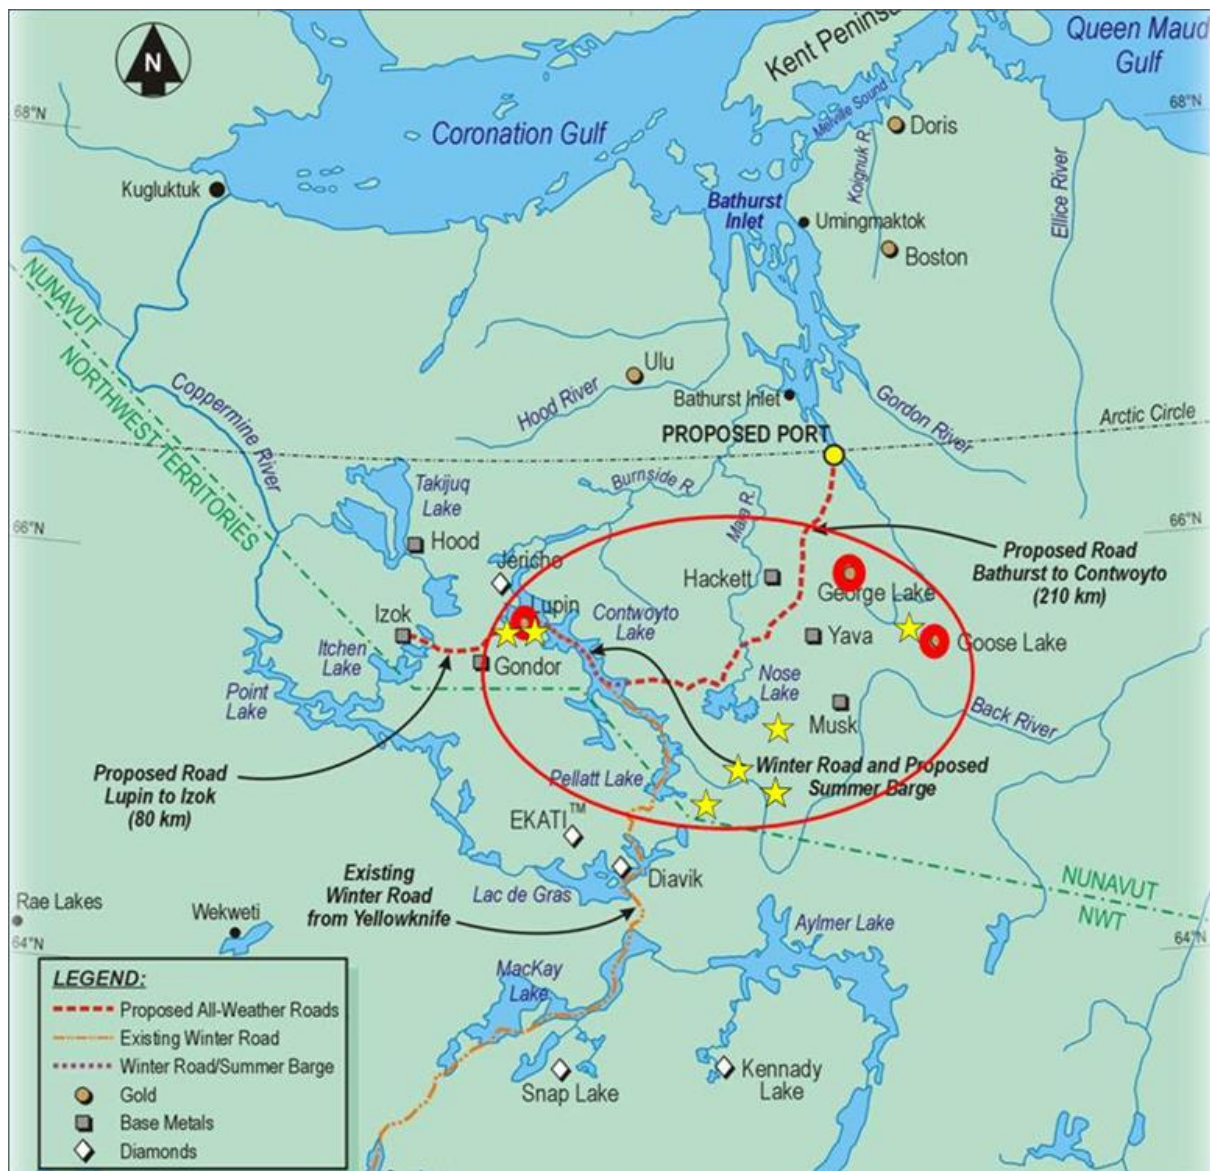 Queen Maud
Gulf
Kent Peninsu
N
68°N
68°N
Melville Sound
Coronation Gulf
Doris
Koignuk R.
Ellice River
Kugluktuk
Bathurst
Inlet
Umingmaktok
Boston
NUNAVUT
NORTHWEST TERRITORIES
Coppermine River
Ulu
Hood River
Bathurst Inlet
Gordon River
Arctic Circle
PROPOSED PORT
Burnside R.
Takijuq
Lake
Mara R.
66°N
66°N
Hood
Jericho
Hackett
George Lake
Proposed Road
Bathurst to Contwoyto
(210 km)
Izok
Lupin
Contwoyto
Lake
Yava
Goose Lake
Itchen
Lake
Gondor
Nose
Lake
Point
Lake
Musk
Back River
Proposed Road
Lupin to Izok
(80 km)
Pellatt Lake
Winter Road and Proposed
Summer Barge
EKATI™
Existing
Winter Road
from Yellowknife
Diavik
Lac de Gras
NUNAVUT
NWT
Rae Lakes
Wekweti
Aylmer Lake
64°N
64°N
MacKay
Lake
LEGEND:
Proposed All-Weather Roads
Existing Winter Road
Winter Road/Summer Barge
Gold
Base Metals
Diamonds
Snap Lake
Kennady
Lake